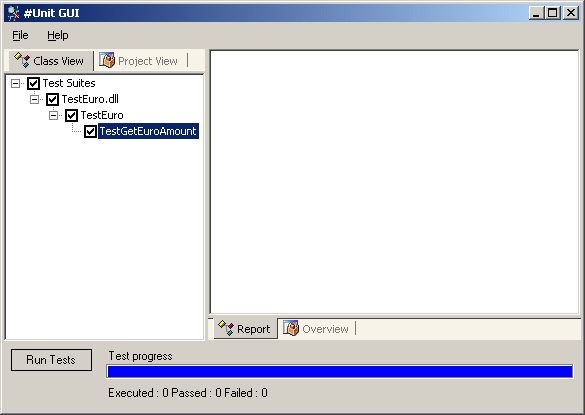 #Unit GUI
File Help
Class View Project View
Test Suites
TestEuro.dll
TestEuro
TestGetEuroAmount
Report Overview
Run Tests
Test progress
Executed : 0 Passed : 0 Failed : 0